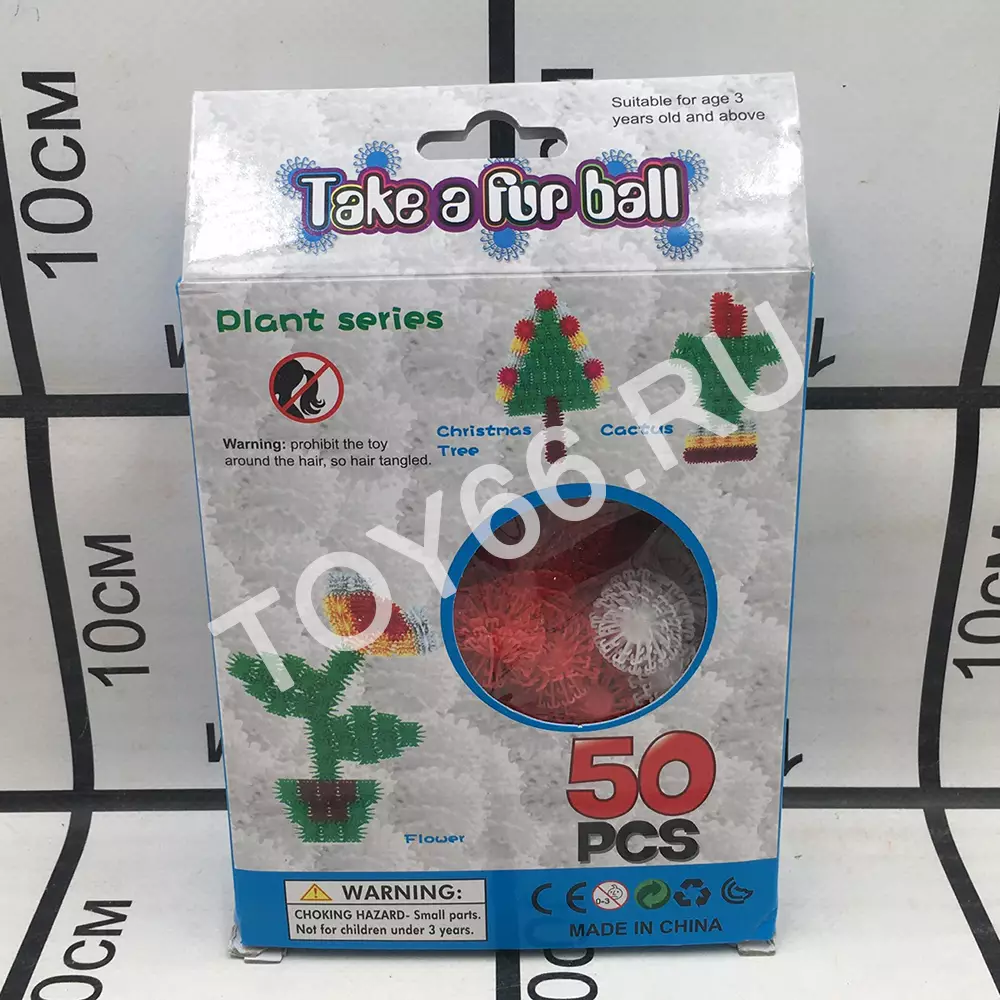 Suitable for age 3
years old and above
Take a fur ball
Plant series
Christmas
Tree
Cactus
Warning: prohibit the toy
around the hair, so hair tangled.
TOY66.RU
Flower
50
PCS
WARNING:
CHOKING HAZARD- Small parts.
Not for children under 3 years.
CE
0-3
MADE IN CHINA
10CM
10CM
10CM
10CM
10CM